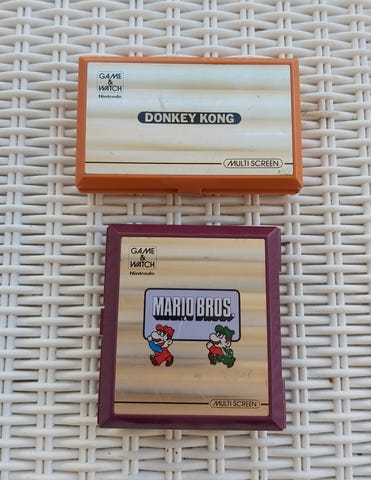 GAME
&
WATCH
Nintendo
DONKEY KONG
MULTI SCREEN
GAME
&
WATCH
Nintendo
MARIO BROS.
MULTI SCREEN